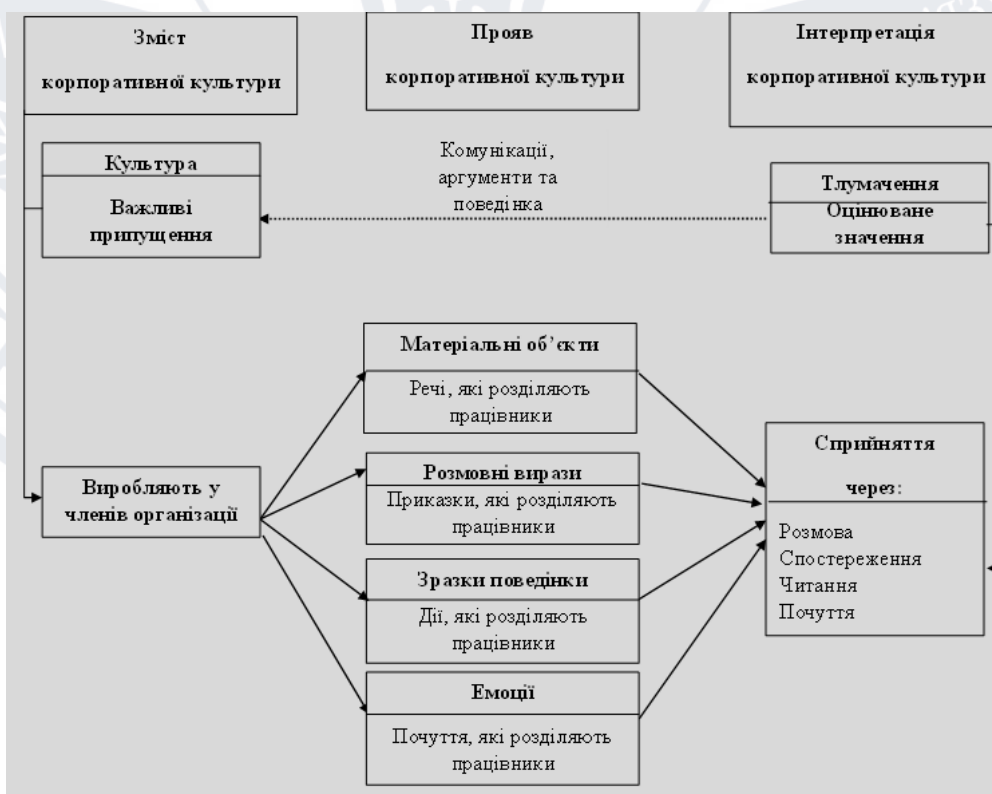 Зміст
корпоративної культури
Прояв
корпоративної культури
Інтерпретація
корпоративної культури
Культура
Важливі
припущення
Комунікації,
аргументи та
поведінка
Тлумачення
Оцінюване
значення
Виробляють у
членів організації
Матеріальні об’єкти
Речі, які розділяють
працівники
Розмовні вирази
Приказки, які розділяють
працівники
Зразки поведінки
Дії, які розділяють
працівники
Емоції
Почуття, які розділяють
працівники
Сприйняття
через:
Розмова
Спостереження
Читання
Почуття